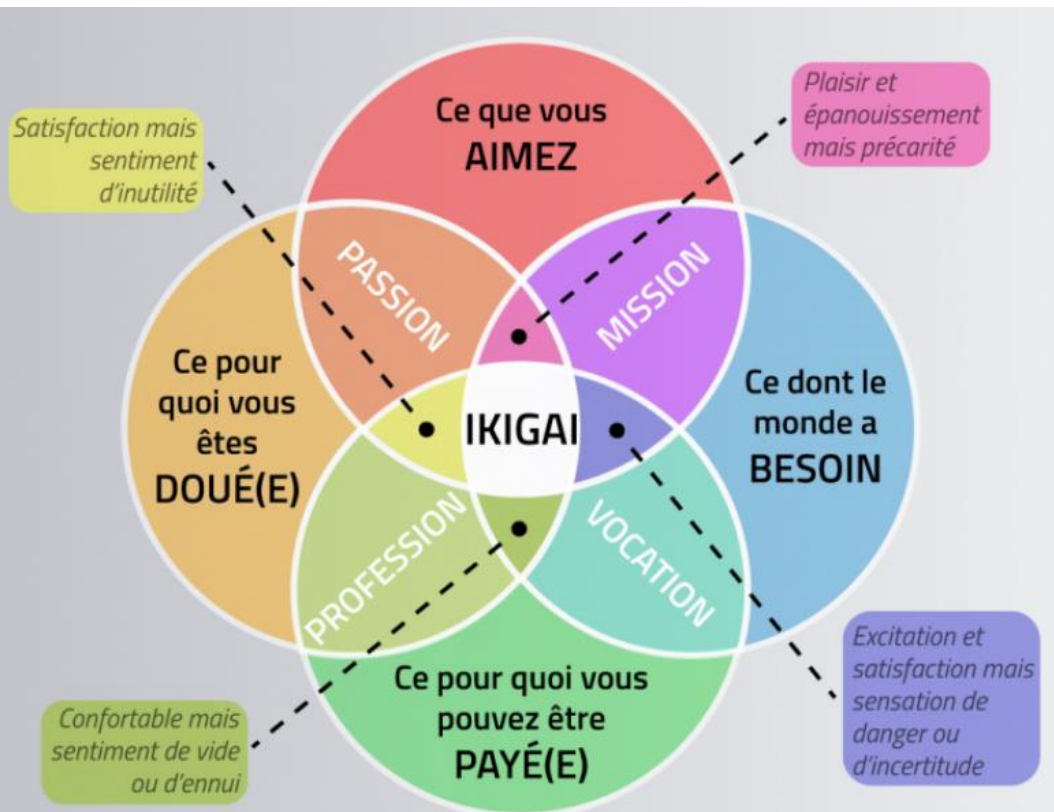 Ce que vous
AIMEZ
Plaisir et
épanouissement
mais précarité
Satisfaction mais
sentiment
d'inutilité
PASSION
MISSION
Ce pour
quoi vous
êtes
DOUÉ(E)
IKIGAI
Ce dont le
monde a
BESOIN
PROFESSION
VOCATION
Ce pour quoi vous
pouvez être
PAYÉ(E)
Confortable mais
sentiment de vide
ou d'ennui
Excitation et
satisfaction mais
sensation de
danger ou
d'incertitude